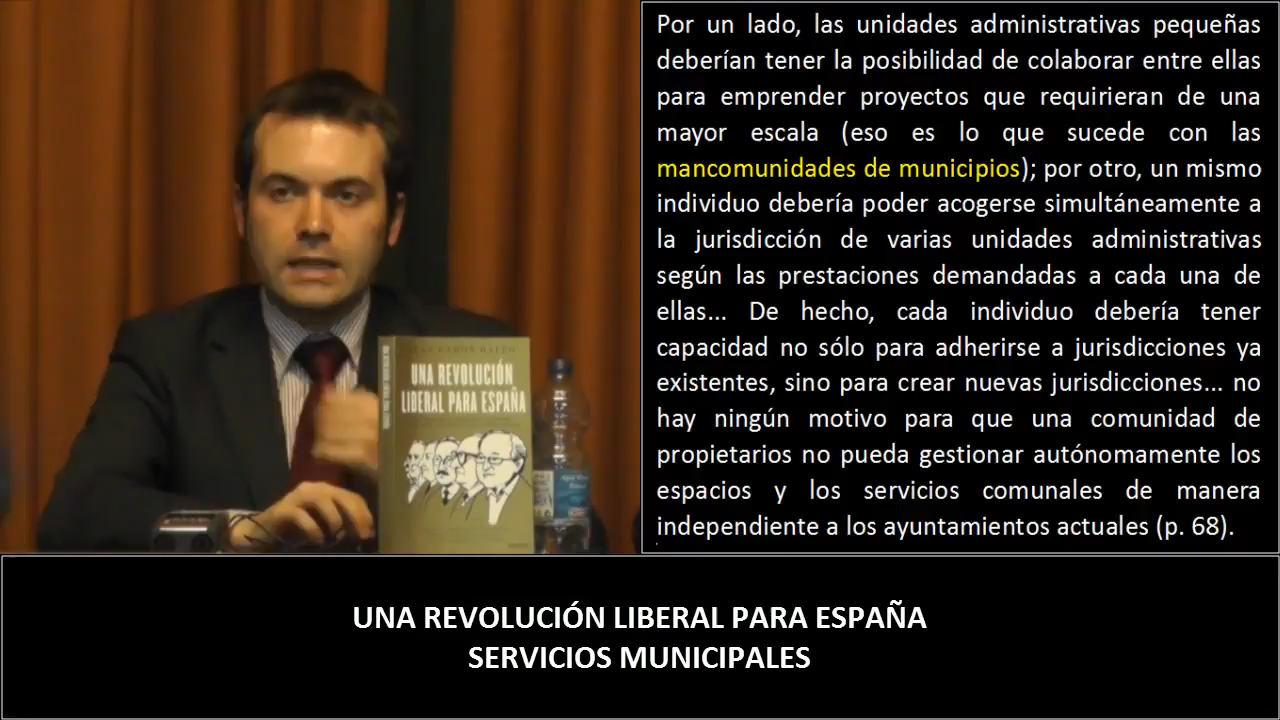 Por un lado, las unidades administrativas pequeñas
deberían tener la posibilidad de colaborar entre ellas
para emprender proyectos que requirieran de una
mayor escala (eso es lo que sucede con las
mancomunidades de municipios); por otro, un mismo
individuo debería poder acogerse simultáneamente a
la jurisdicción de varias unidades administrativas
según las prestaciones demandadas a cada una de
ellas... De hecho, cada individuo debería tener
capacidad no sólo para adherirse a jurisdicciones ya
existentes, sino para crear nuevas jurisdicciones... no
hay ningún motivo para que una comunidad de
propietarios no pueda gestionar autónomamente los
espacios y los servicios comunales de manera
independiente a los ayuntamientos actuales (p. 68).
UNA REVOLUCIÓN
LIBERAL PARA ESPAÑA
UNA REVOLUCIÓN LIBERAL PARA ESPAÑA
SERVICIOS MUNICIPALES